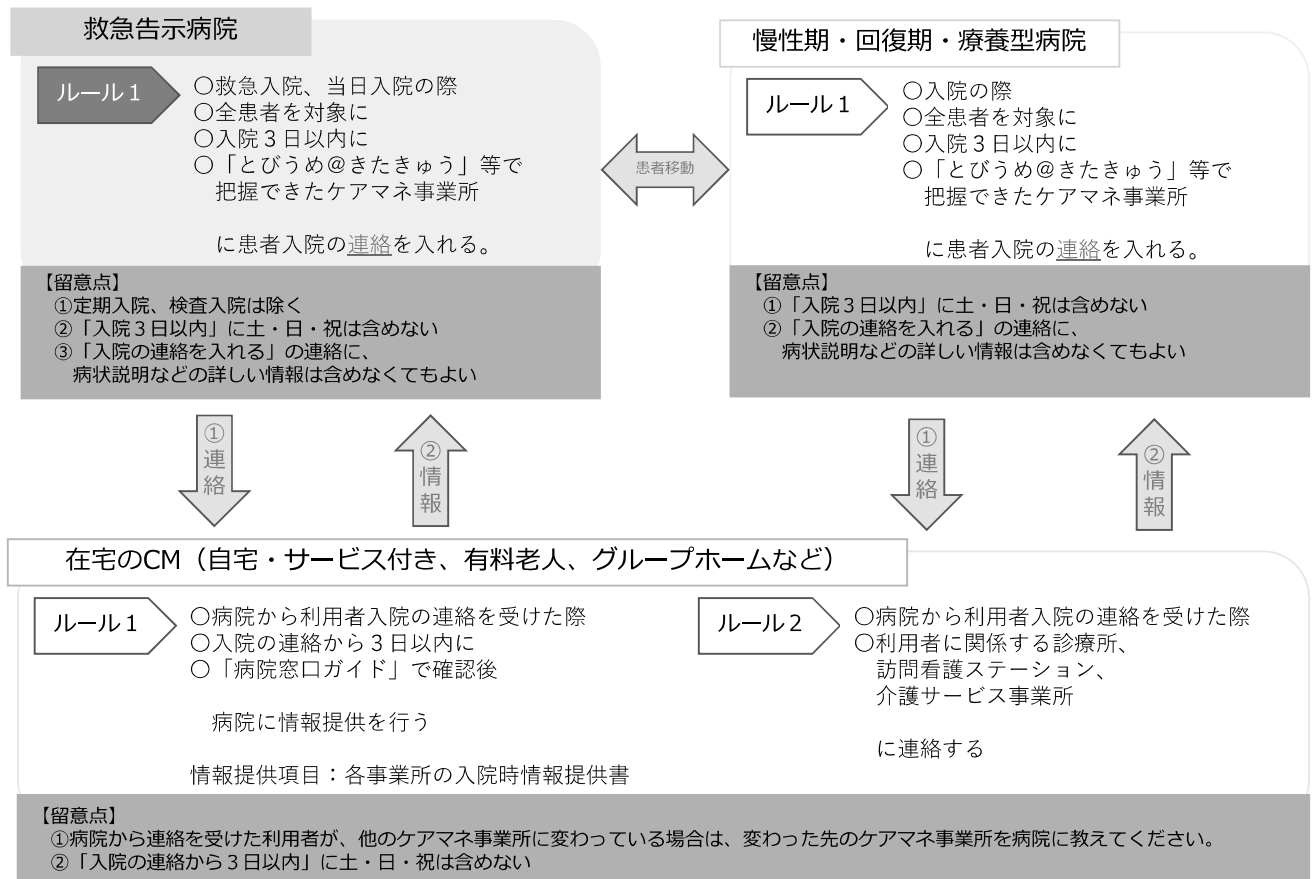 救急告示病院
ルール１
〇救急入院、当日入院の際
〇全患者を対象に
〇入院３日以内に
〇「とびうめ＠きたきゅう」等で
把握できたケアマネ事業所
に患者入院の連絡を入れる。
【留意点】
①定期入院、検査入院は除く
②「入院３日以内」に土・日・祝は含めない
③「入院の連絡を入れる」の連絡に、
病状説明などの詳しい情報は含めなくてもよい
患者移動
慢性期・回復期・療養型病院
ルール１
〇入院の際
〇全患者を対象に
〇入院３日以内に
〇「とびうめ＠きたきゅう」等で
把握できたケアマネ事業所
に患者入院の連絡を入れる。
【留意点】
①「入院３日以内」に土・日・祝は含めない
②「入院の連絡を入れる」の連絡に、
病状説明などの詳しい情報は含めなくてもよい
①連絡
②情報
①連絡
②情報
在宅のCM（自宅・サービス付き、有料老人、グループホームなど）
ルール１
〇病院から利用者入院の連絡を受けた際
〇入院の連絡から３日以内に
〇「病院窓口ガイド」で確認後
病院に情報提供を行う
情報提供項目：各事業所の入院時情報提供書
ルール２
〇病院から利用者入院の連絡を受けた際
〇利用者に関係する診療所、
訪問看護ステーション、
介護サービス事業所
に連絡する
【留意点】
①病院から連絡を受けた利用者が、他のケアマネ事業所に変わっている場合は、変わった先のケアマネ事業所を病院に教えてください。
②「入院の連絡から３日以内」に土・日・祝は含めない